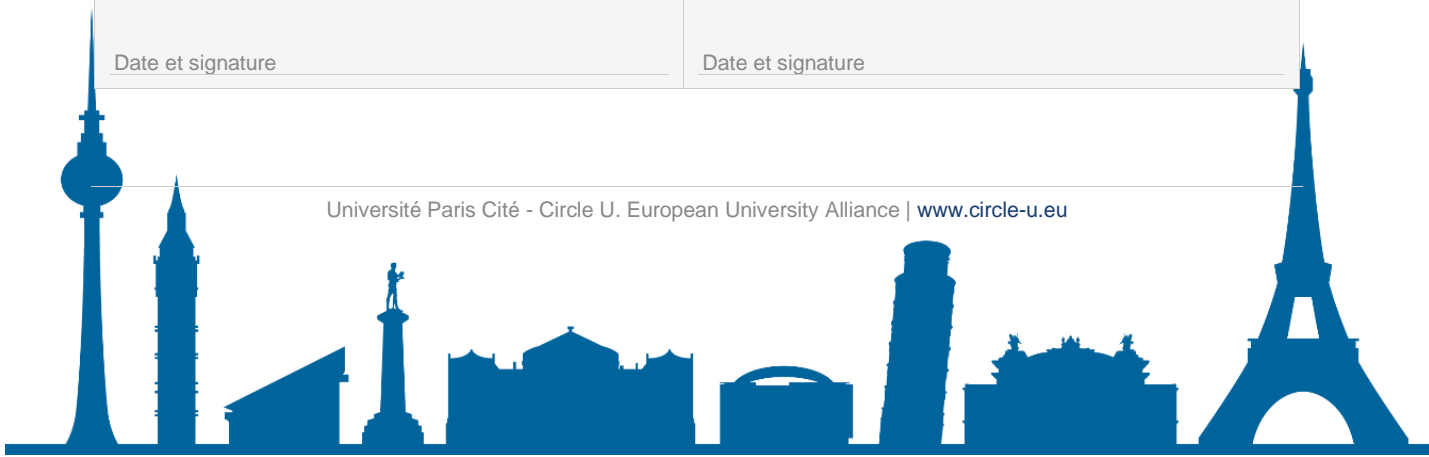 Date et signature
Date et signature
Université Paris Cité - Circle U. European University Alliance | www.circle-u.eu